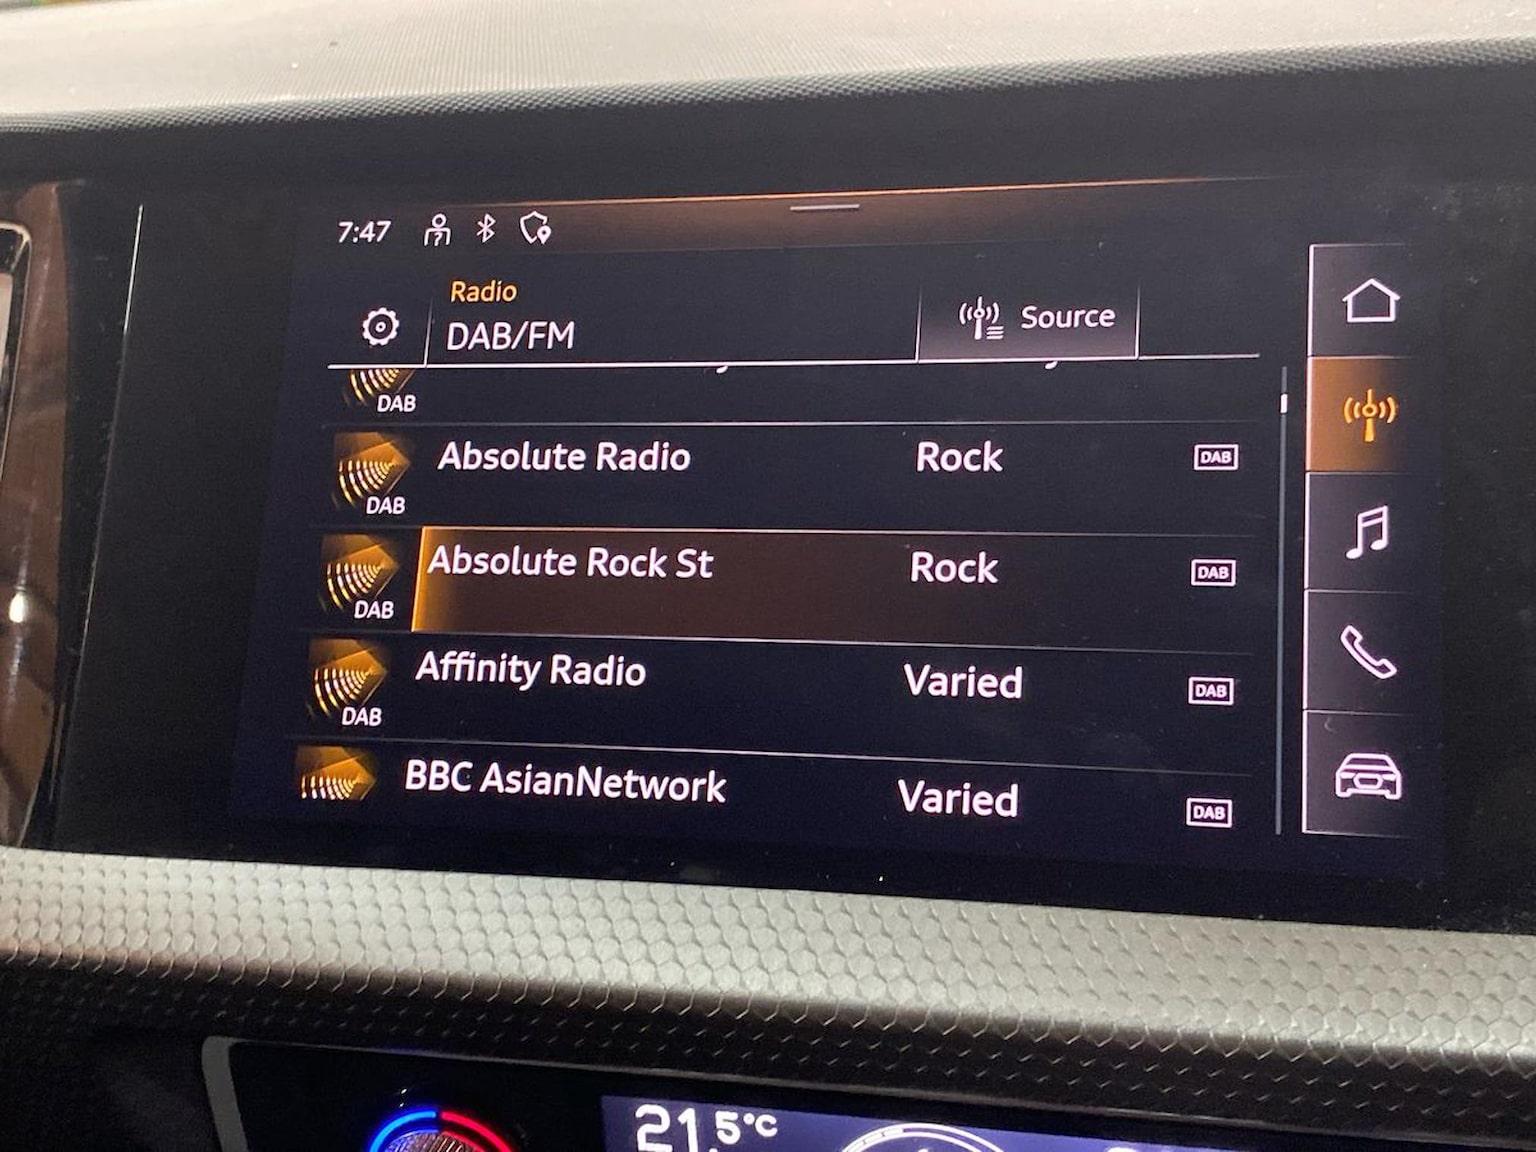 7:47
Radio
DAB/FM
Source
DAB
Absolute Radio Rock DAB
DAB
Absolute Rock St Rock DAB
DAB
Affinity Radio Varied DAB
DAB
BBC AsianNetwork Varied DAB
21.5°C